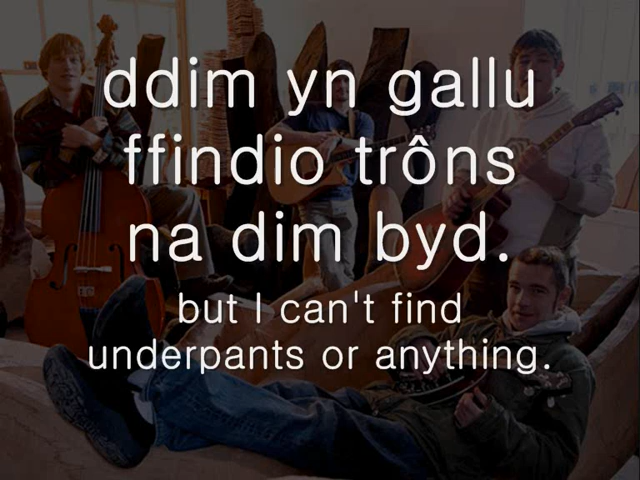 ddim yn gallu
ffindio trôns
na dim byd.
but I can't find
underpants or anything.